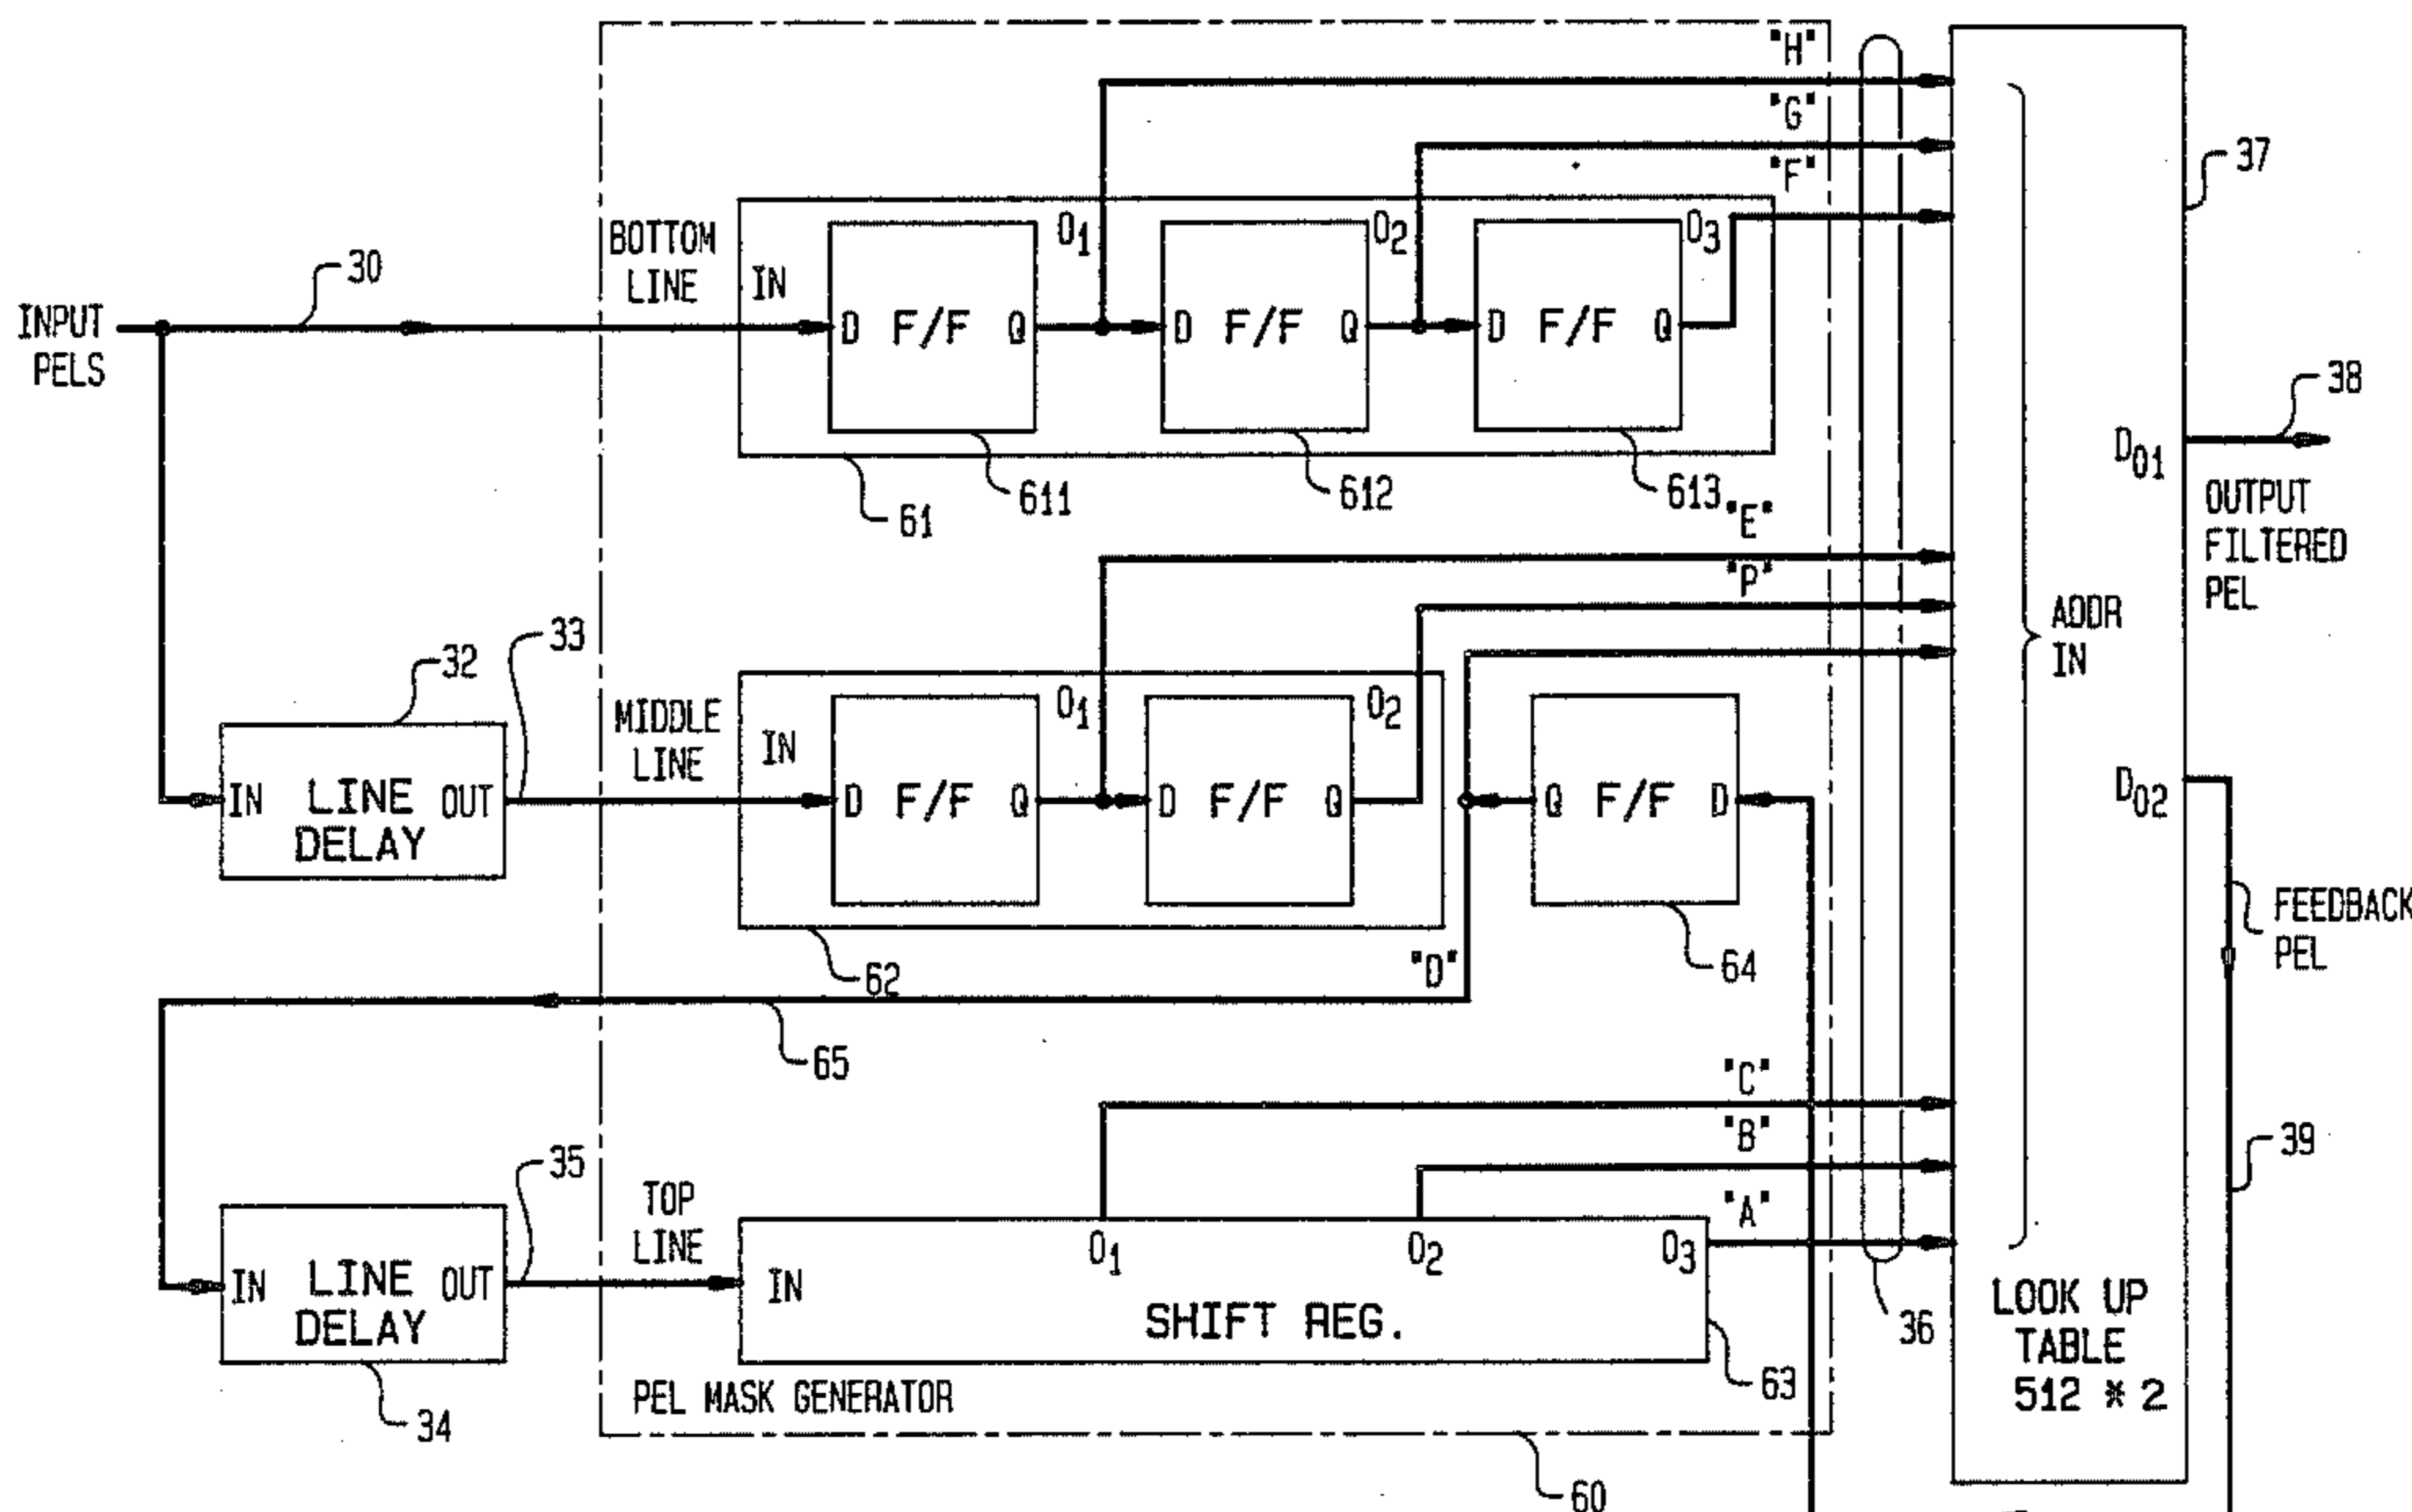 "H"
"G"
"F"
37
30
BOTTOM
LINE
IN
O1
O2
O3
D F/F Q
D F/F Q
D F/F Q
INPUT
PELS
38
D01
OUTPUT
FILTERED
PEL
61
611
612
613
"E"
"P"
ADDR
IN
32
33
MIDDLE
LINE
IN
O1
O2
D F/F Q
D F/F Q
Q F/F D
IN LINE OUT
DELAY
D02
62
"D"
64
FEEDBACK
PEL
65
"C"
"B"
"A"
39
35
TOP
LINE
IN
O1
O2
O3
SHIFT REG.
IN LINE OUT
DELAY
36
LOOK UP
TABLE
512 * 2
63
PEL MASK GENERATOR
34
60